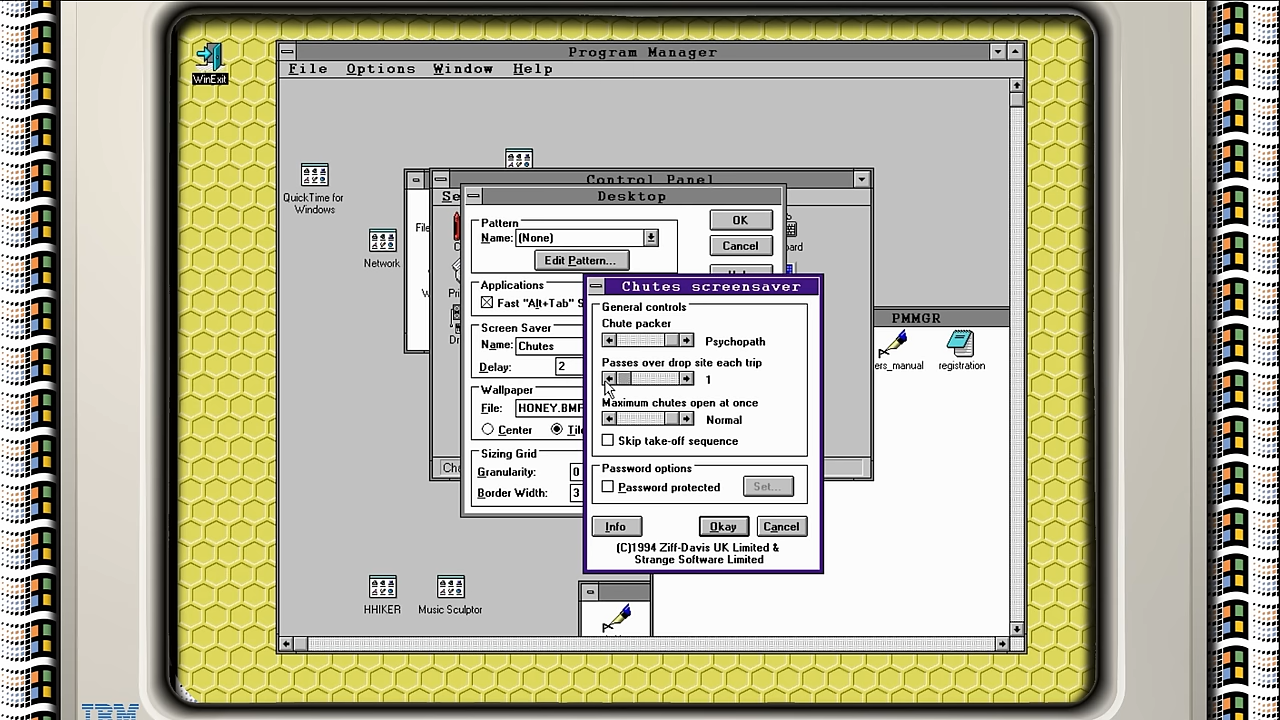 WinExit
Program Manager
File Options Window Help
QuickTime for
Windows
Network
Control Panel
Se
Desktop
Pattern
Name: (None)
Edit Pattern...
OK
Cancel
Applications
Fast "Alt+Tab" S
Screen Saver
Name: Chutes
Delay: 2
Wallpaper
File: HONEY.BMP
Center Tile
Sizing Grid
Granularity: 0
Border Width: 3
Chutes screensaver
General controls
Chute packer
Psychopath
Passes over drop site each trip
1
Maximum chutes open at once
Normal
Skip take-off sequence
Password options
Password protected Set...
Info Okay Cancel
(C)1994 Ziff-Davis UK Limited &
Strange Software Limited
PMMGR
ers_manual registration
HHIKER Music Sculptor
IBM